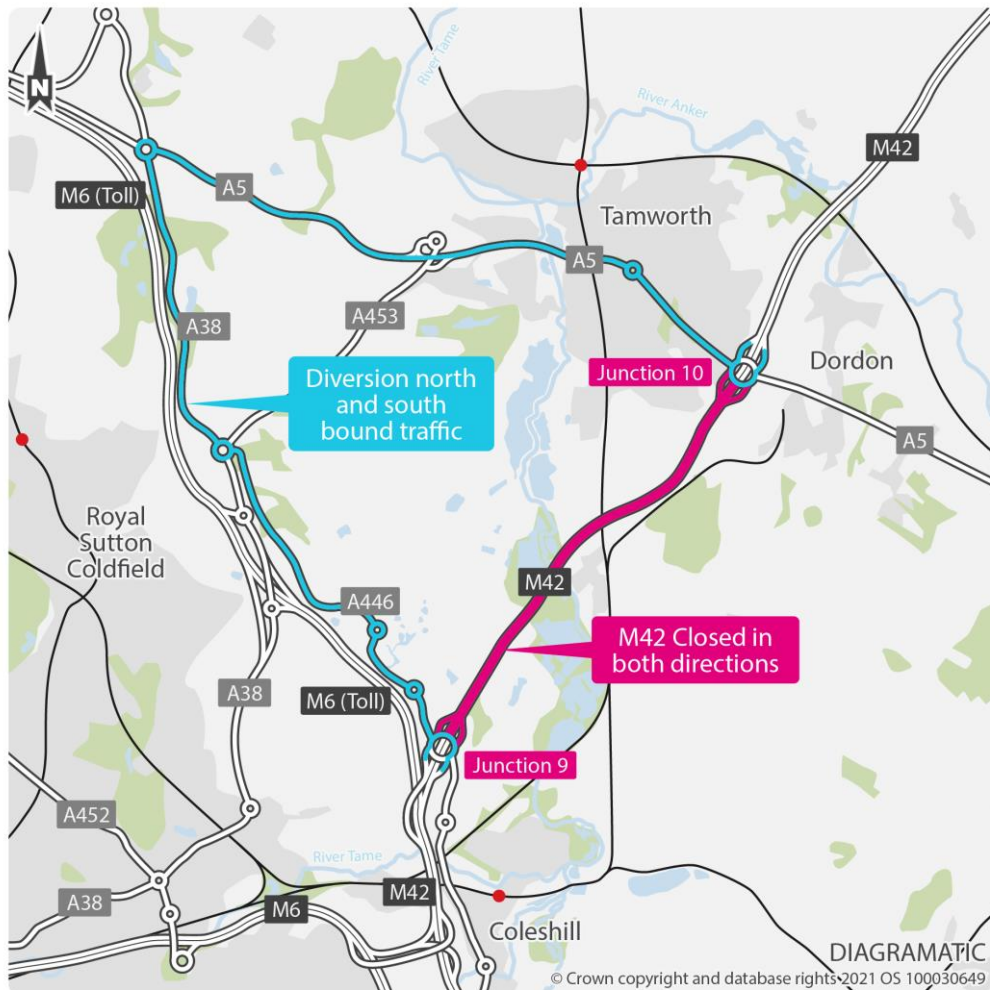 N
River Tame
River Anker
M42
M6 (Toll)
A5
Tamworth
A5
A38
A453
Junction 10
Dordon
Diversion north
and south
bound traffic
A5
Royal
Sutton
Coldfield
M42
A446
M42 Closed in
both directions
A38
M6 (Toll)
Junction 9
A452
River Tame
A38
M6
M42
Coleshill
DIAGRAMATIC
© Crown copyright and database rights 2021 OS 100030649